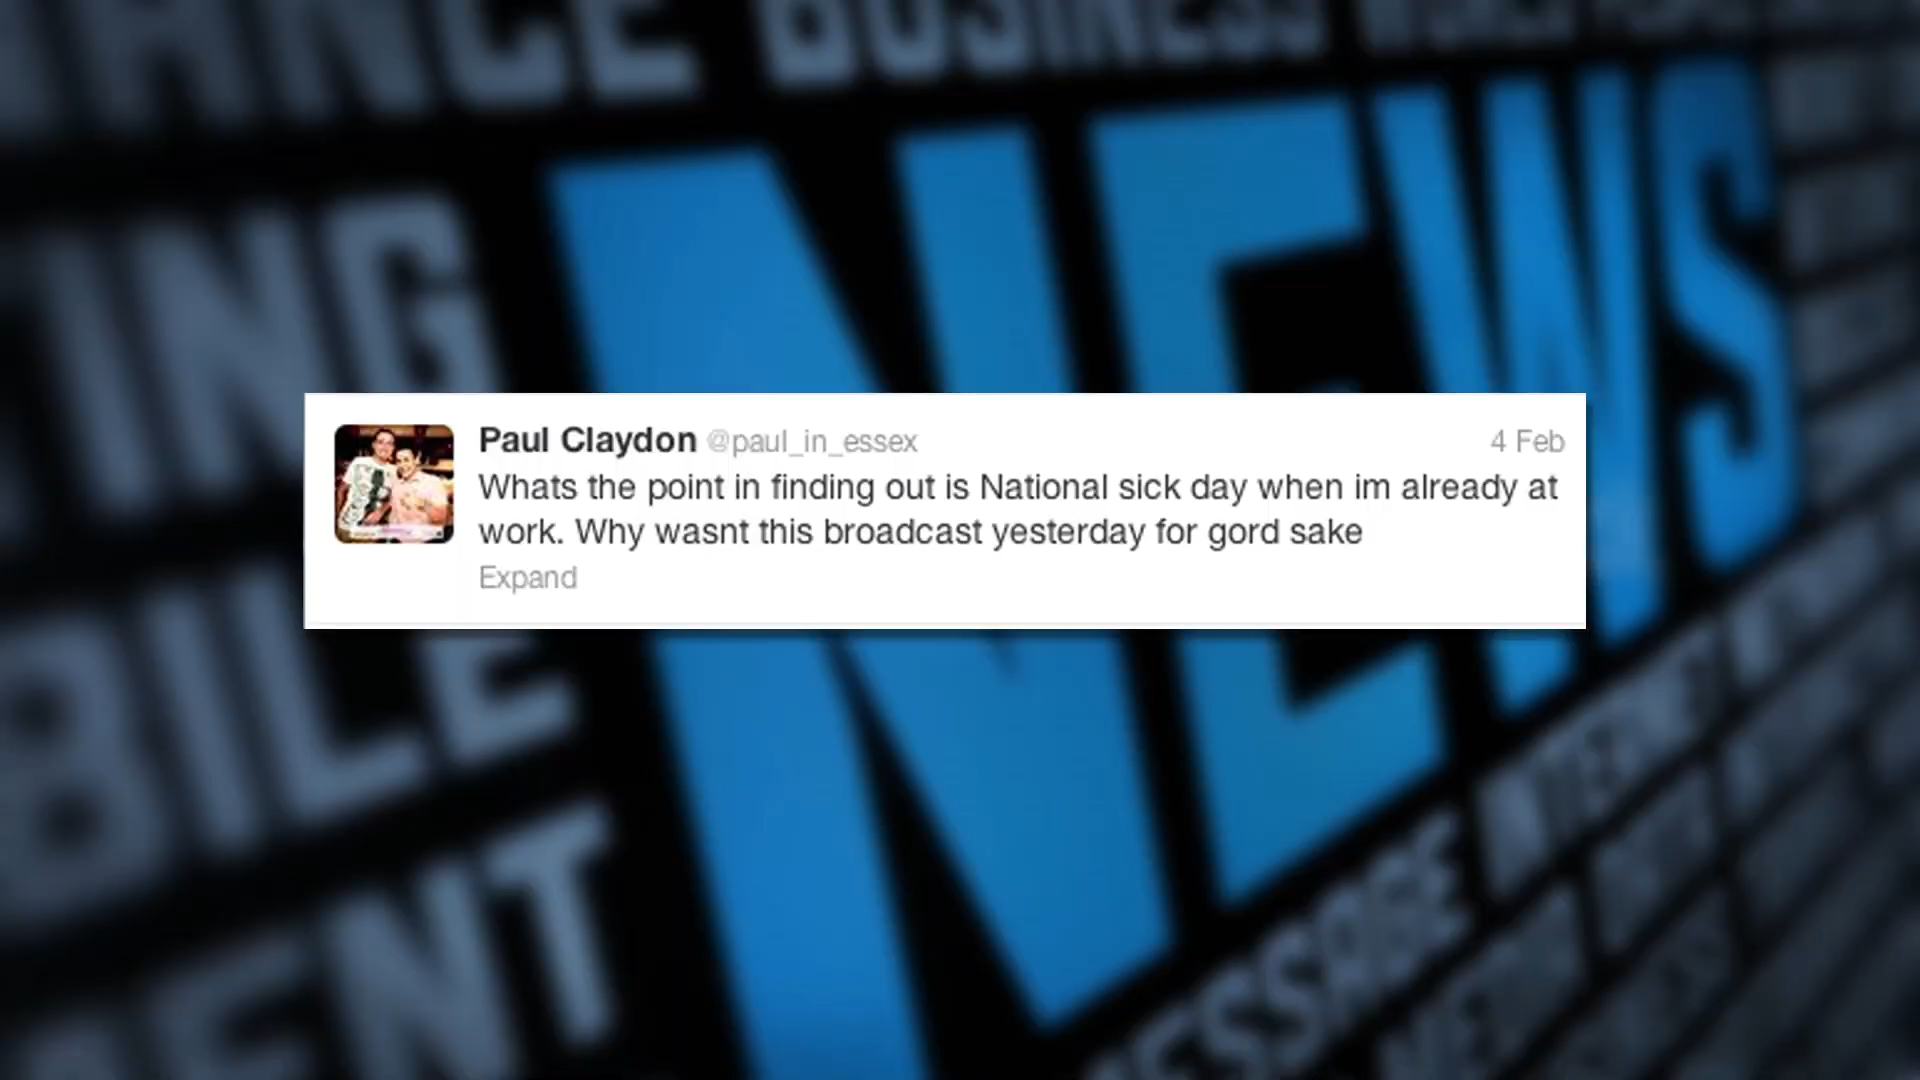 BUSINESS
NEWS
Paul Claydon @paul_in_essex 4 Feb
Whats the point in finding out is National sick day when im already at
work. Why wasnt this broadcast yesterday for gord sake
Expand